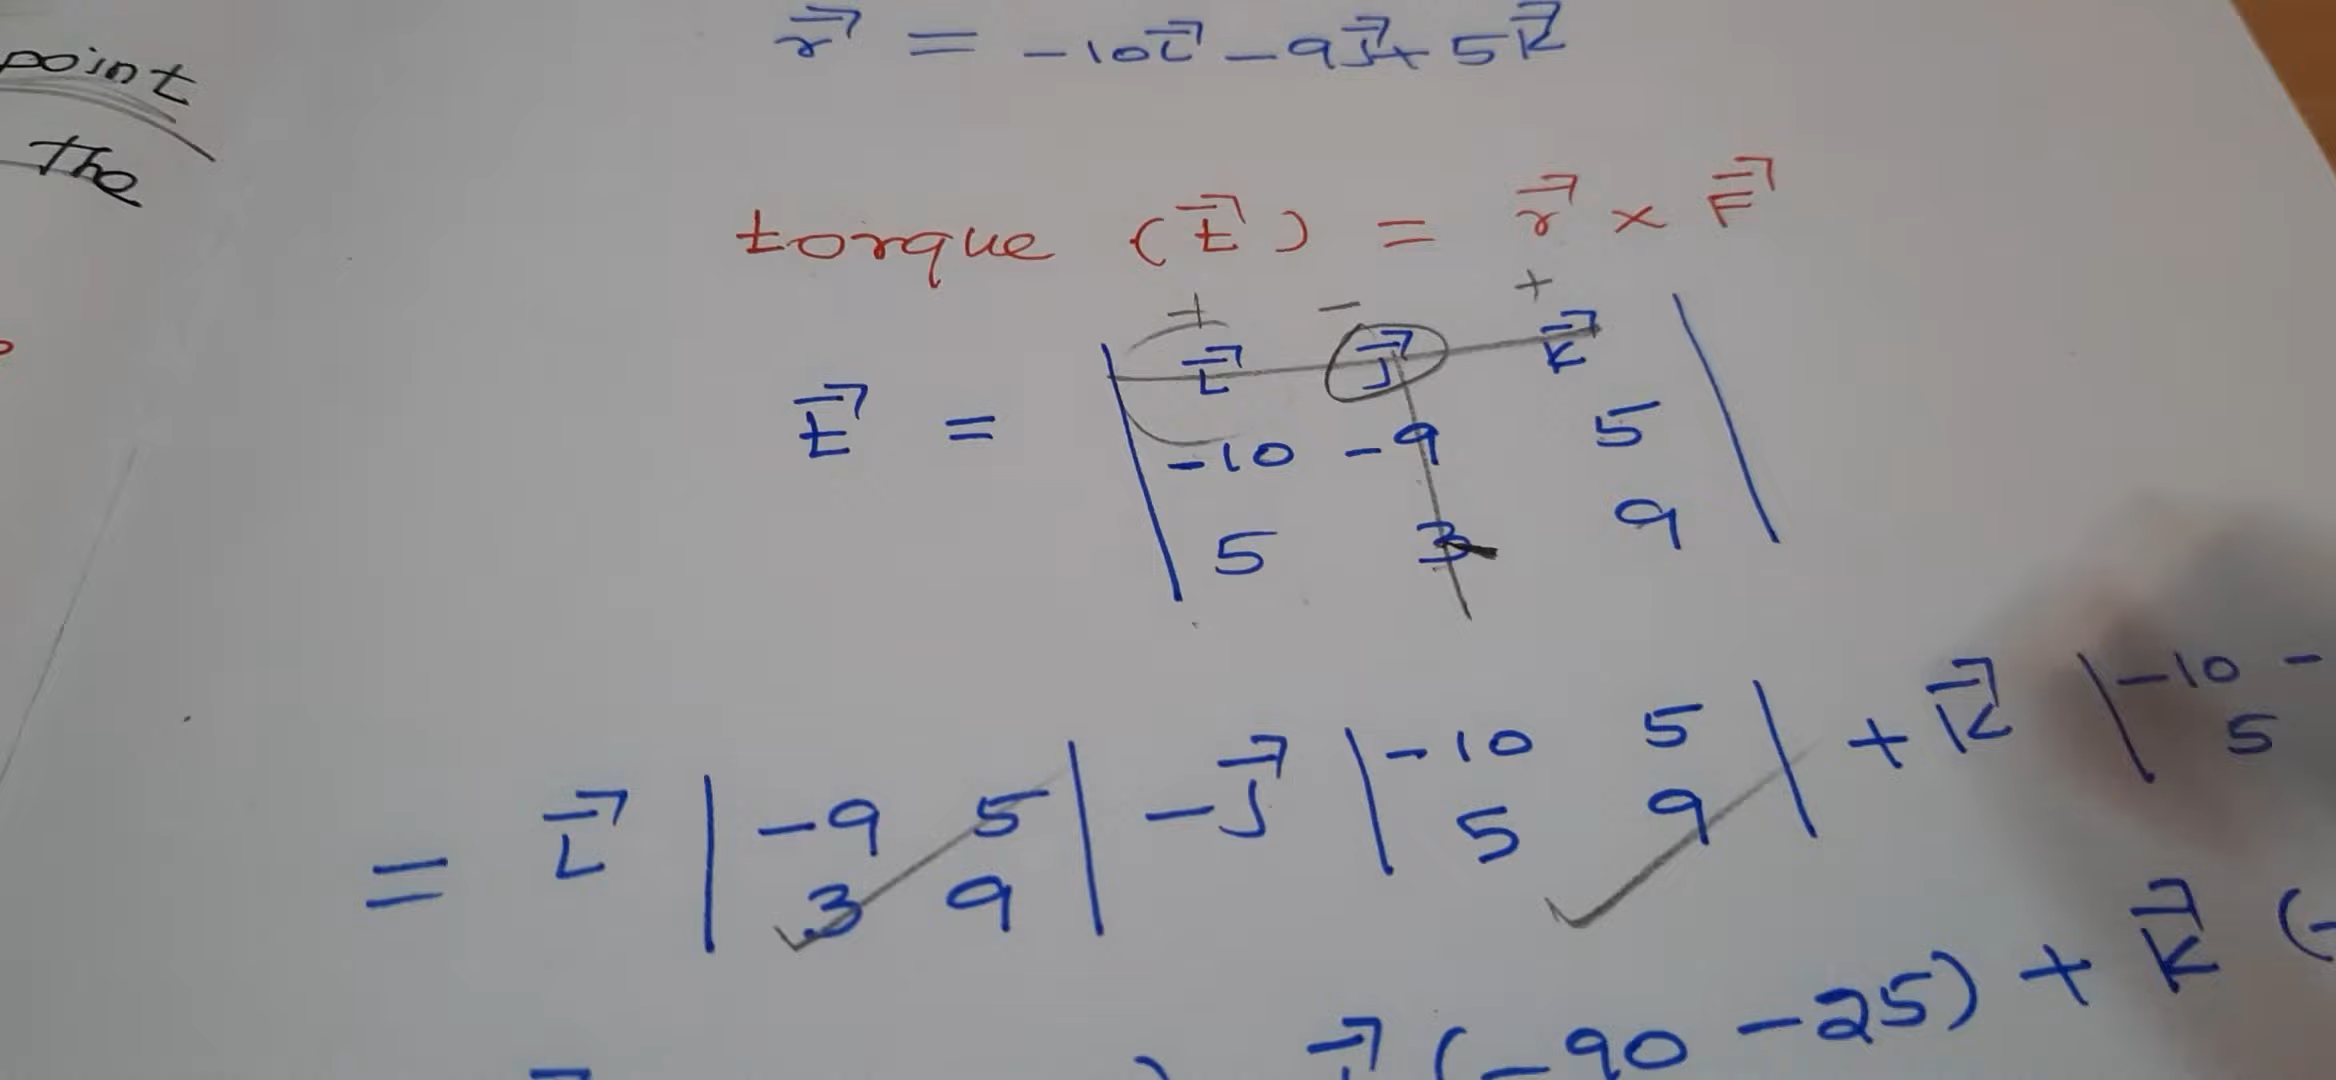 point
the
r⃗ = -10i⃗ - 9j⃗ + 5k⃗
torque (t⃗) = r⃗ × F⃗
+ - +
t⃗ = | i⃗ j⃗ k⃗ |
-10 -9 5
5 3 9
= i⃗ | -9 5 | - j⃗ | -10 5 | + k⃗ | -10 -
3 9 5 9 5
j⃗ (-90 - 25) + k⃗ (-